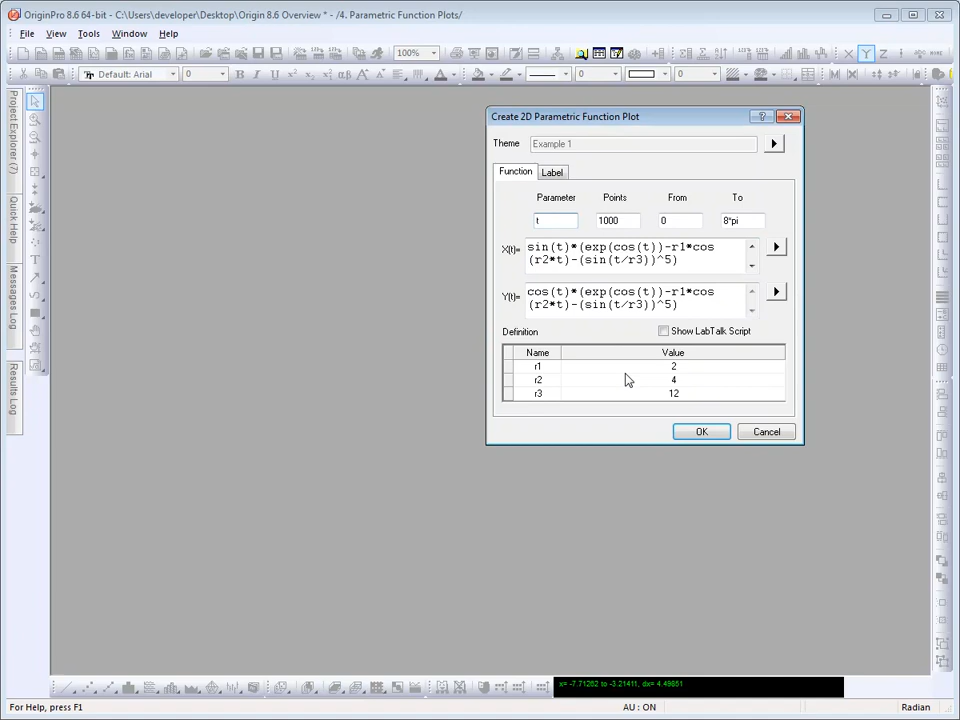 OriginPro 8.6 64-bit - C:\Users\developer\Desktop\Origin 8.6 Overview * - /4. Parametric Function Plots/
File View Tools Window Help
100%
Default: Arial 0 B I U 0 0
Project Explorer (7)
Quick Help
Messages Log
Results Log
Create 2D Parametric Function Plot
Theme Example 1
Function Label
Parameter Points From To
t 1000 0 8*pi
X(t)= sin(t)*(exp(cos(t))-r1*cos
(r2*t)-(sin(t/r3))^5)
Y(t)= cos(t)*(exp(cos(t))-r1*cos
(r2*t)-(sin(t/r3))^5)
Definition Show LabTalk Script
Name Value
r1 2
r2 4
r3 12
OK Cancel
x= -7.71262 to -3.21411, dx= 4.49851
For Help, press F1 AU : ON Radian